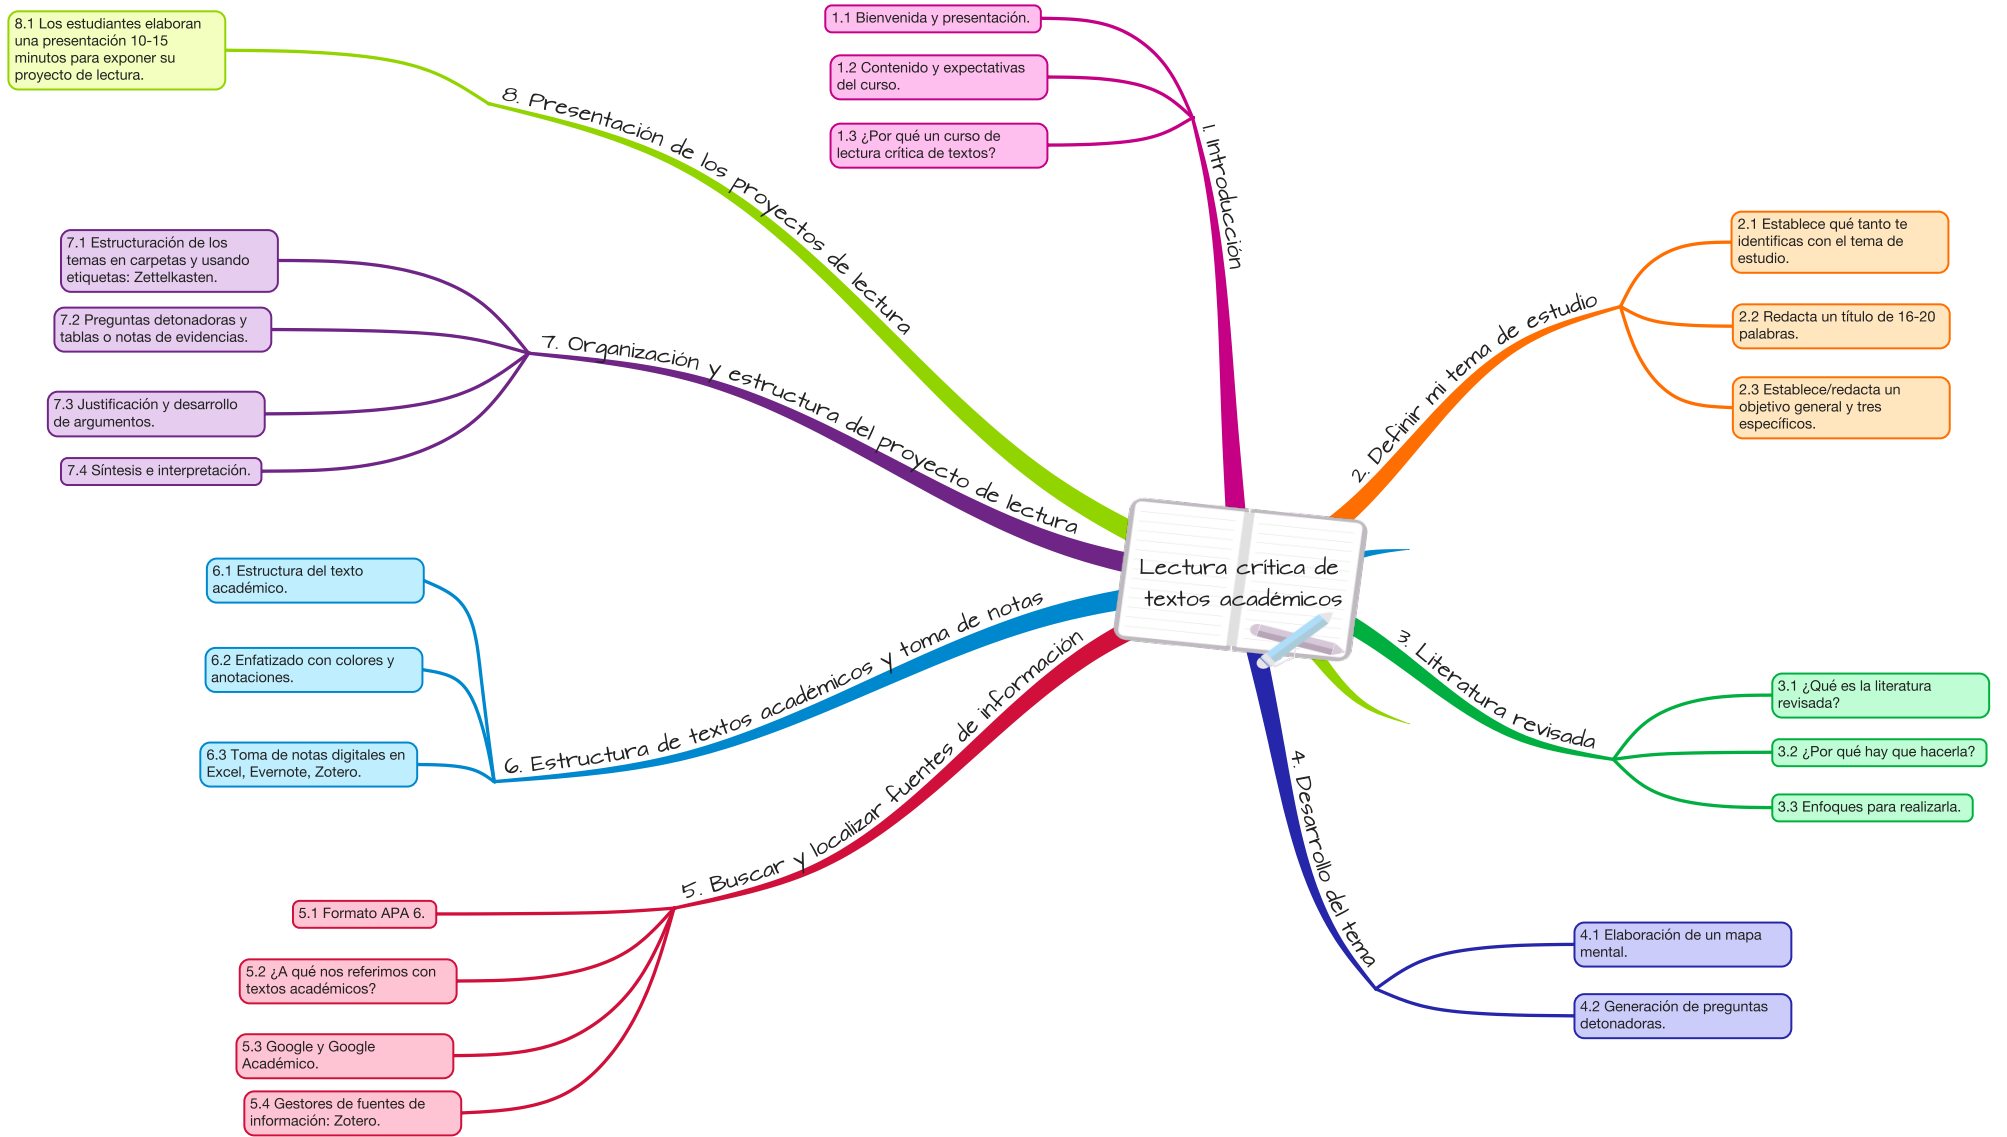 Lectura crítica de
textos académicos
1. Introducción
1.1 Bienvenida y presentación.
1.2 Contenido y expectativas
del curso.
1.3 ¿Por qué un curso de
lectura crítica de textos?
2. Definir mi tema de estudio
2.1 Establece qué tanto te
identificas con el tema de
estudio.
2.2 Redacta un título de 16-20
palabras.
2.3 Establece/redacta un
objetivo general y tres
específicos.
3. Literatura revisada
3.1 ¿Qué es la literatura
revisada?
3.2 ¿Por qué hay que hacerla?
3.3 Enfoques para realizarla.
4. Desarrollo del tema
4.1 Elaboración de un mapa
mental.
4.2 Generación de preguntas
detonadoras.
5. Buscar y localizar fuentes de información
5.1 Formato APA 6.
5.2 ¿A qué nos referimos con
textos académicos?
5.3 Google y Google
Académico.
5.4 Gestores de fuentes de
información: Zotero.
6. Estructura de textos académicos y toma de notas
6.1 Estructura del texto
académico.
6.2 Enfatizado con colores y
anotaciones.
6.3 Toma de notas digitales en
Excel, Evernote, Zotero.
7. Organización y estructura del proyecto de lectura
7.1 Estructuración de los
temas en carpetas y usando
etiquetas: Zettelkasten.
7.2 Preguntas detonadoras y
tablas o notas de evidencias.
7.3 Justificación y desarrollo
de argumentos.
7.4 Síntesis e interpretación.
8. Presentación de los proyectos de lectura
8.1 Los estudiantes elaboran
una presentación 10-15
minutos para exponer su
proyecto de lectura.